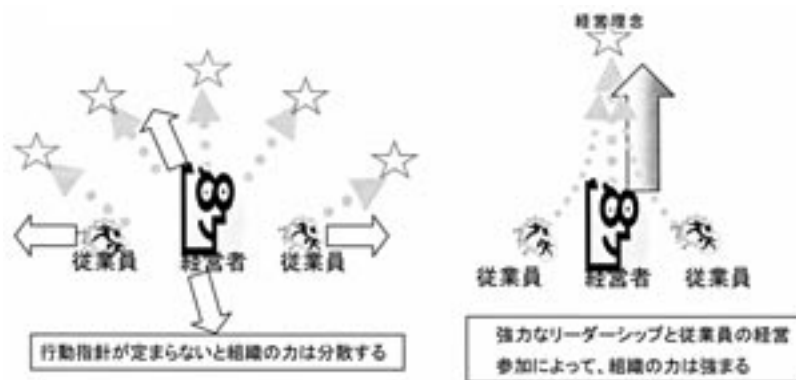 従業員 経営者 従業員
行動指針が定まらないと組織の力は分散する
経営理念
従業員 経営者 従業員
強力なリーダーシップと従業員の経営
参加によって、組織の力は強まる